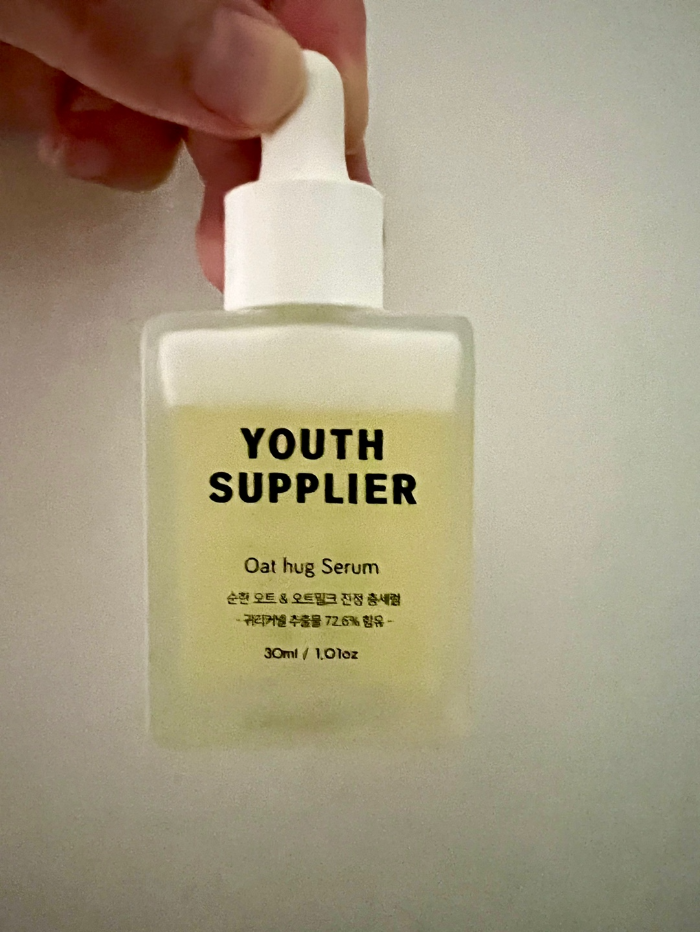 YOUTH
SUPPLIER
Oat hug Serum
순한 오트 & 오트밀크 진정 층세럼
- 귀리커넬 추출물 72.6% 함유 -
30ml / 1.01oz